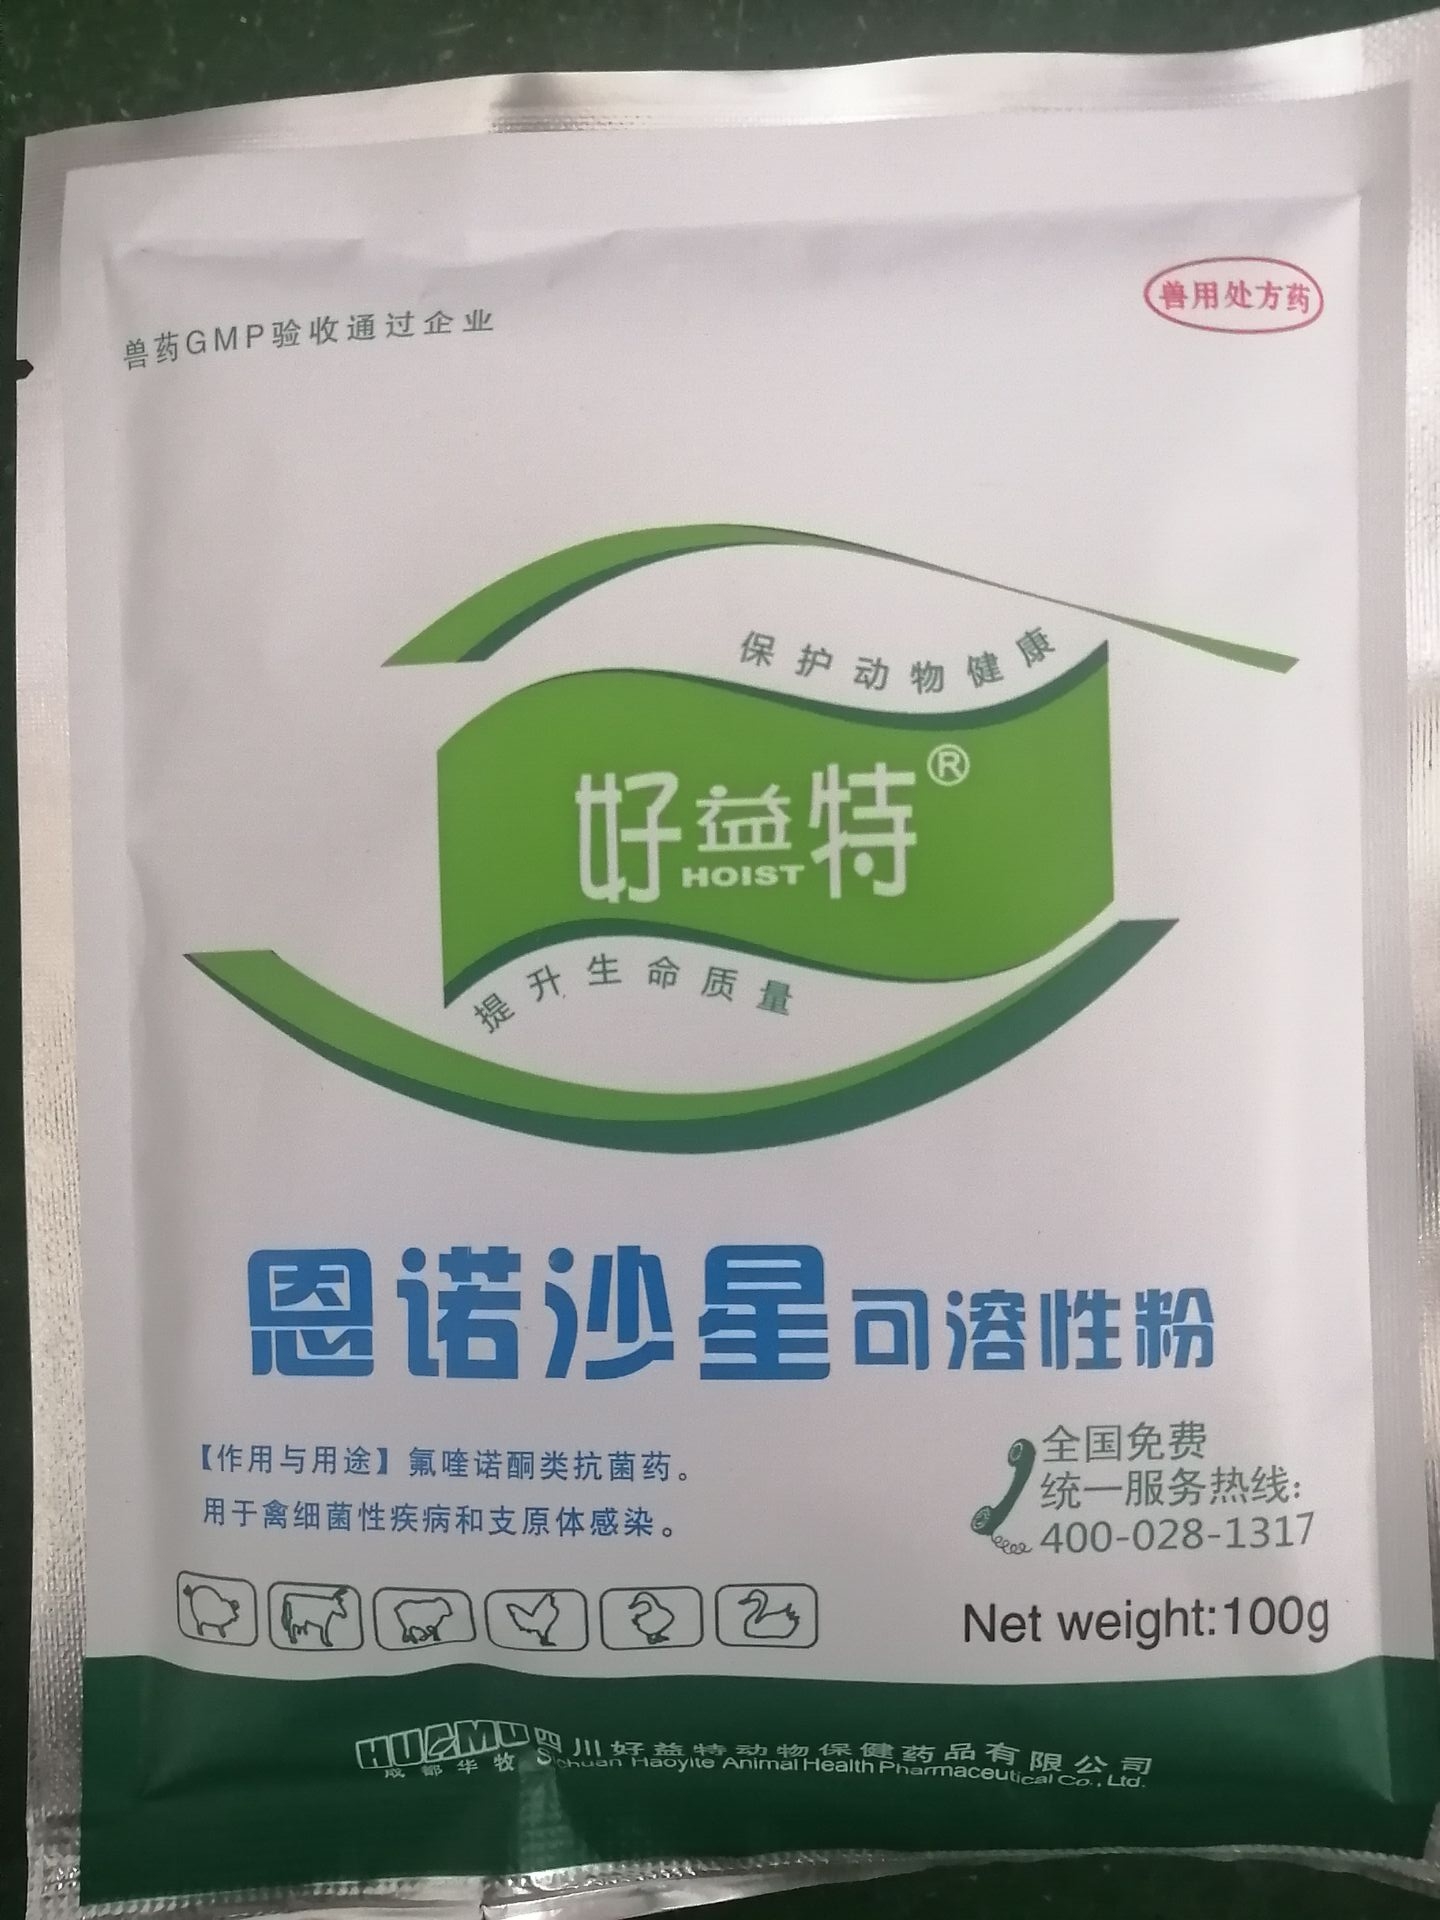 兽用处方药
兽药GMP验收通过企业
保护动物健康
好益特®
HOIST
提升生命质量
恩诺沙星可溶性粉
【作用与用途】氟喹诺酮类抗菌药。
用于禽细菌性疾病和支原体感染。
全国免费
统一服务热线:
400-028-1317
Net weight:100g
HUAMU 四川好益特动物保健药品有限公司
成都华牧 Sichuan Haoyite Animal Health Pharmaceutical Co., Ltd.